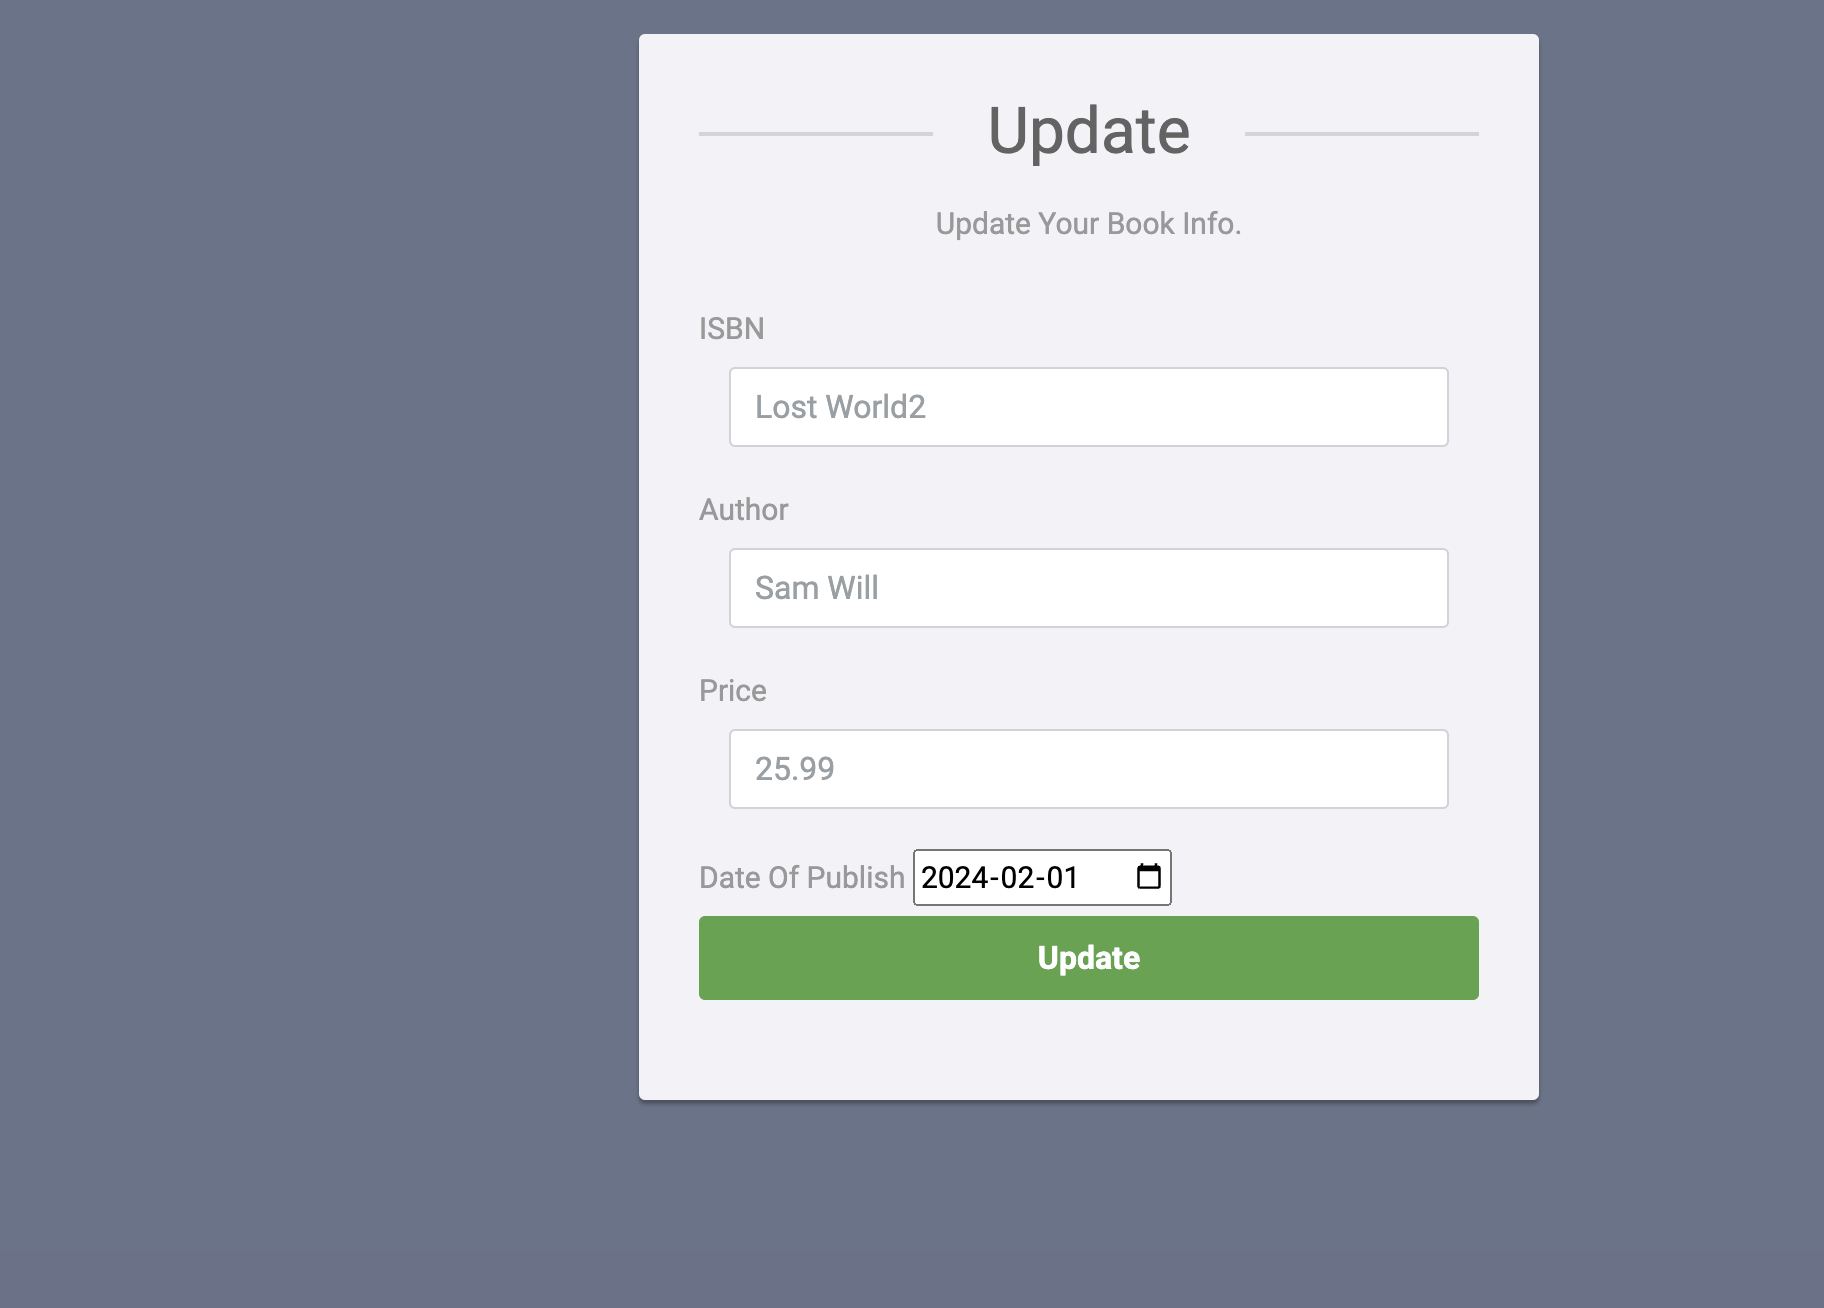 Update
Update Your Book Info.
ISBN
Lost World2
Author
Sam Will
Price
25.99
Date Of Publish 2024-02-01
Update